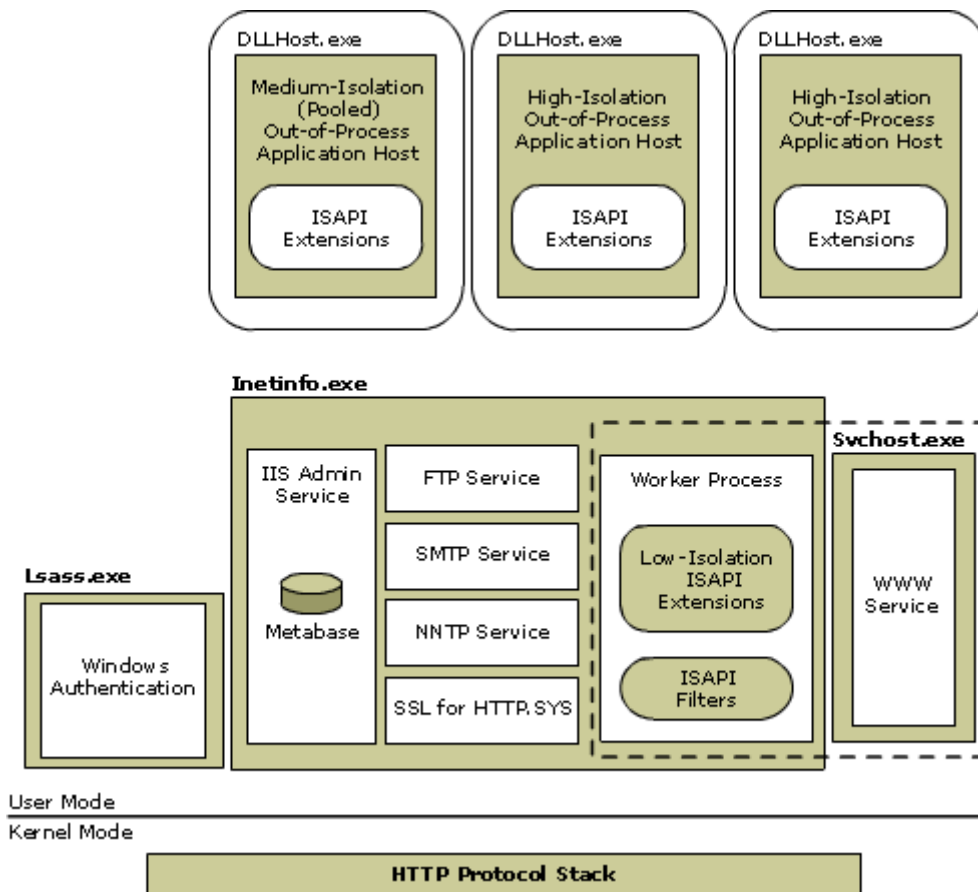 DLLHost.exe
Medium-Isolation
(Pooled)
Out-of-Process
Application Host
ISAPI
Extensions
DLLHost.exe
High-Isolation
Out-of-Process
Application Host
ISAPI
Extensions
DLLHost.exe
High-Isolation
Out-of-Process
Application Host
ISAPI
Extensions
Inetinfo.exe
IIS Admin
Service
Metabase
FTP Service
SMTP Service
NNTP Service
SSL for HTTP.SYS
Worker Process
Low-Isolation
ISAPI
Extensions
ISAPI
Filters
Svchost.exe
WWW
Service
Lsass.exe
Windows
Authentication
User Mode
Kernel Mode
HTTP Protocol Stack